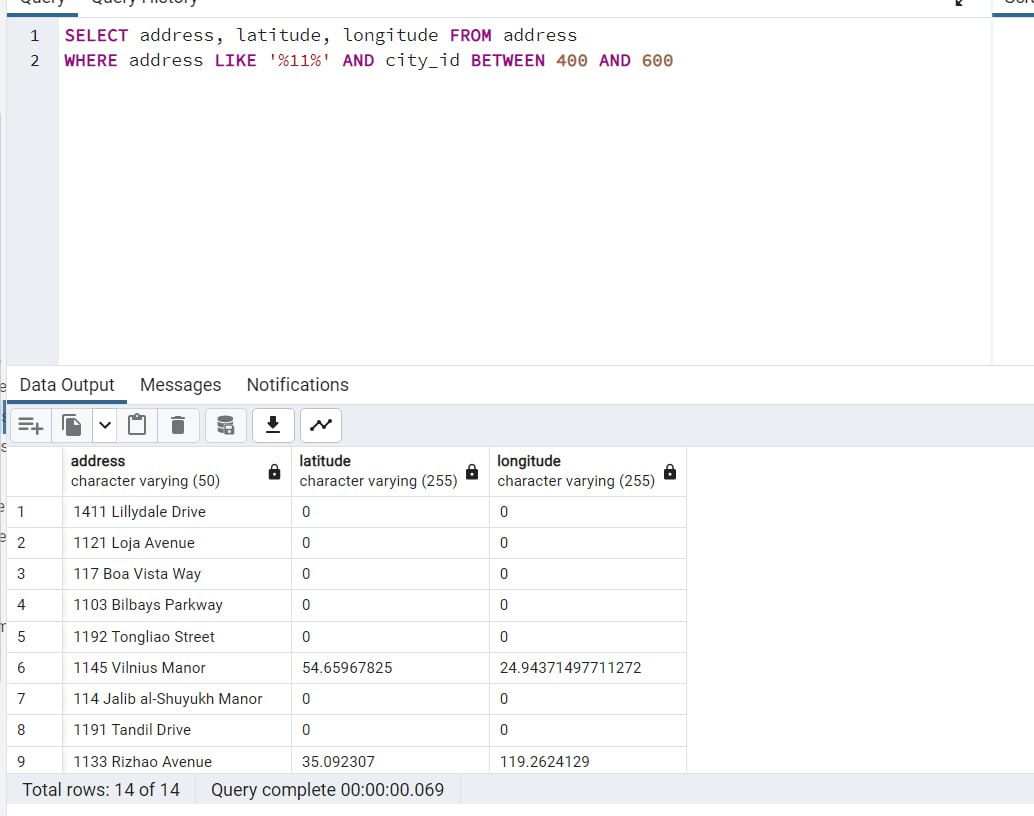 Query Query History
1 SELECT address, latitude, longitude FROM address
2 WHERE address LIKE '%11%' AND city_id BETWEEN 400 AND 600
Data Output Messages Notifications
address latitude longitude
character varying (50) character varying (255) character varying (255)
1 1411 Lillydale Drive 0 0
2 1121 Loja Avenue 0 0
3 117 Boa Vista Way 0 0
4 1103 Bilbays Parkway 0 0
5 1192 Tongliao Street 0 0
6 1145 Vilnius Manor 54.65967825 24.94371497711272
7 114 Jalib al-Shuyukh Manor 0 0
8 1191 Tandil Drive 0 0
9 1133 Rizhao Avenue 35.092307 119.2624129
Total rows: 14 of 14 Query complete 00:00:00.069